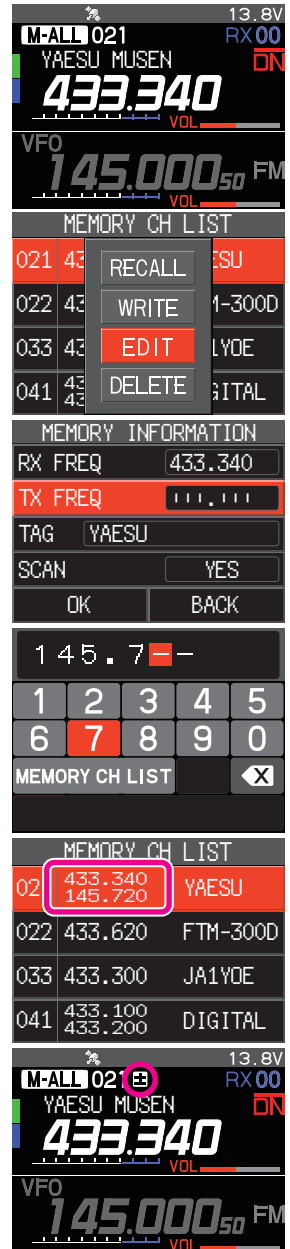 13.8V
M-ALL 021 RX 00
YAESU MUSEN DN
433.340
VOL
VFO
145.000 50 FM
VOL
MEMORY CH LIST
021 43 RECALL ESU
022 43 WRITE M-300D
033 43 EDIT 1YOE
041 43 43 DELETE GITAL
MEMORY INFORMATION
RX FREQ 433.340
TX FREQ ---.---
TAG YAESU
SCAN YES
OK BACK
145.7--
1 2 3 4 5
6 7 8 9 0
MEMORY CH LIST X
MEMORY CH LIST
02 433.340 145.720 YAESU
022 433.620 FTM-300D
033 433.300 JA1YOE
041 433.100 433.200 DIGITAL
13.8V
M-ALL 021 ± RX 00
YAESU MUSEN DN
433.340
VOL
VFO
145.000 50 FM
VOL